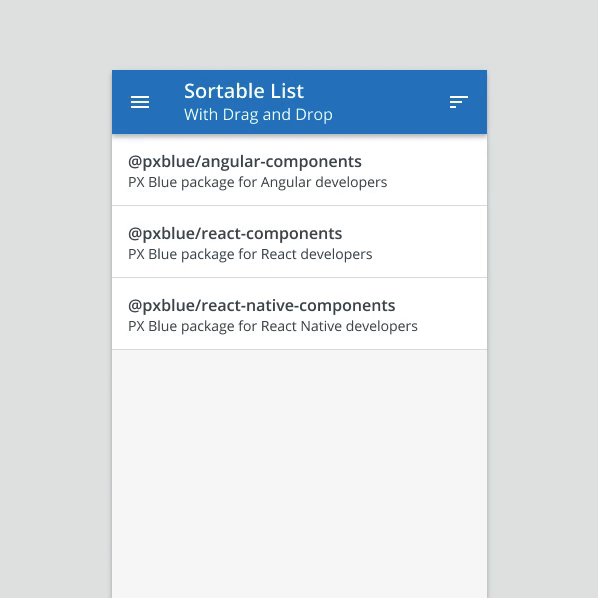 Sortable List
With Drag and Drop
@pxblue/angular-components
PX Blue package for Angular developers
@pxblue/react-components
PX Blue package for React developers
@pxblue/react-native-components
PX Blue package for React Native developers